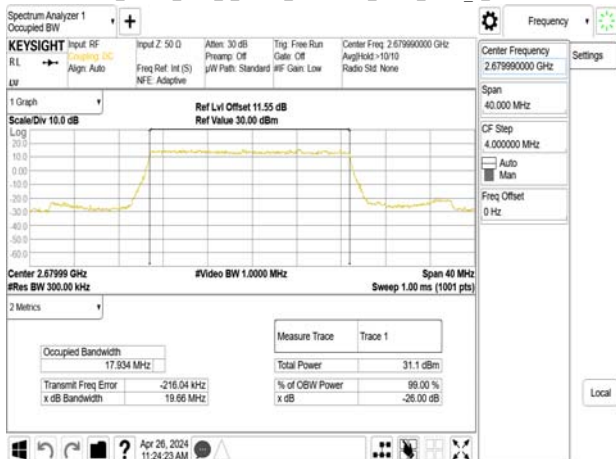 Spectrum Analyzer 1
Occupied BW
Frequency
KEYSIGHT
RL
Input: RF
Coupling: DC
Align: Auto
Input Z: 50 Ω
Freq Ref: Int (S)
NFE: Adaptive
Atten: 30 dB
Preamp: Off
µW Path: Standard
Trig: Free Run
Gate: Off
#IF Gain: Low
Center Freq: 2.679990000 GHz
Avg|Hold:>10/10
Radio Std: None
Center Frequency
2.679990000 GHz
Settings
Span
40.000 MHz
CF Step
4.000000 MHz
Auto
Man
Freq Offset
0 Hz
Local
1 Graph
Scale/Div 10.0 dB
Ref Lvl Offset 11.55 dB
Ref Value 30.00 dBm
Log
20.0
10.0
0.00
-10.0
-20.0
-30.0
-40.0
-50.0
-60.0
Center 2.67999 GHz
#Video BW 1.0000 MHz
Span 40 MHz
#Res BW 300.00 kHz
Sweep 1.00 ms (1001 pts)
2 Metrics
Measure Trace Trace 1
Occupied Bandwidth
17.934 MHz
Total Power 31.1 dBm
Transmit Freq Error -216.04 kHz
% of OBW Power 99.00 %
x dB Bandwidth 19.66 MHz
x dB -26.00 dB
Apr 26, 2024
11:24:23 AM